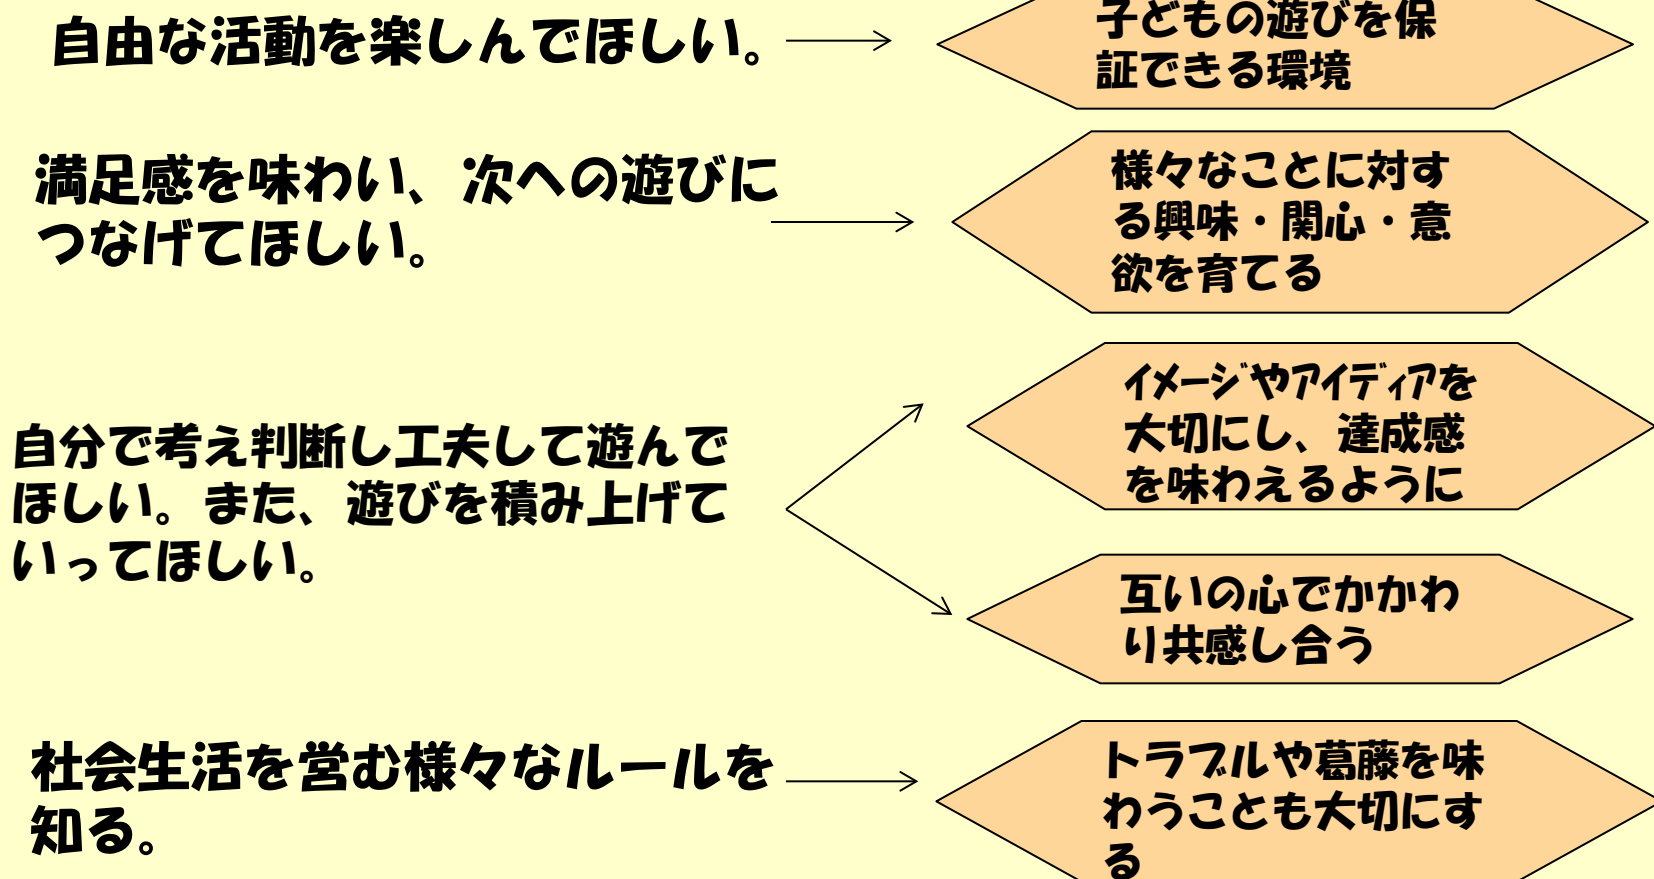 自由な活動を楽しんでほしい。
子どもの遊びを保
証できる環境
満足感を味わい、次への遊びに
つなげてほしい。
様々なことに対す
る興味・関心・意
欲を育てる
自分で考え判断し工夫して遊んで
ほしい。また、遊びを積み上げて
いってほしい。
イメージやアイディアを
大切にし、達成感
を味わえるように
互いの心でかかわ
り共感し合う
社会生活を営む様々なルールを
知る。
トラブルや葛藤を味
わうことも大切にす
る